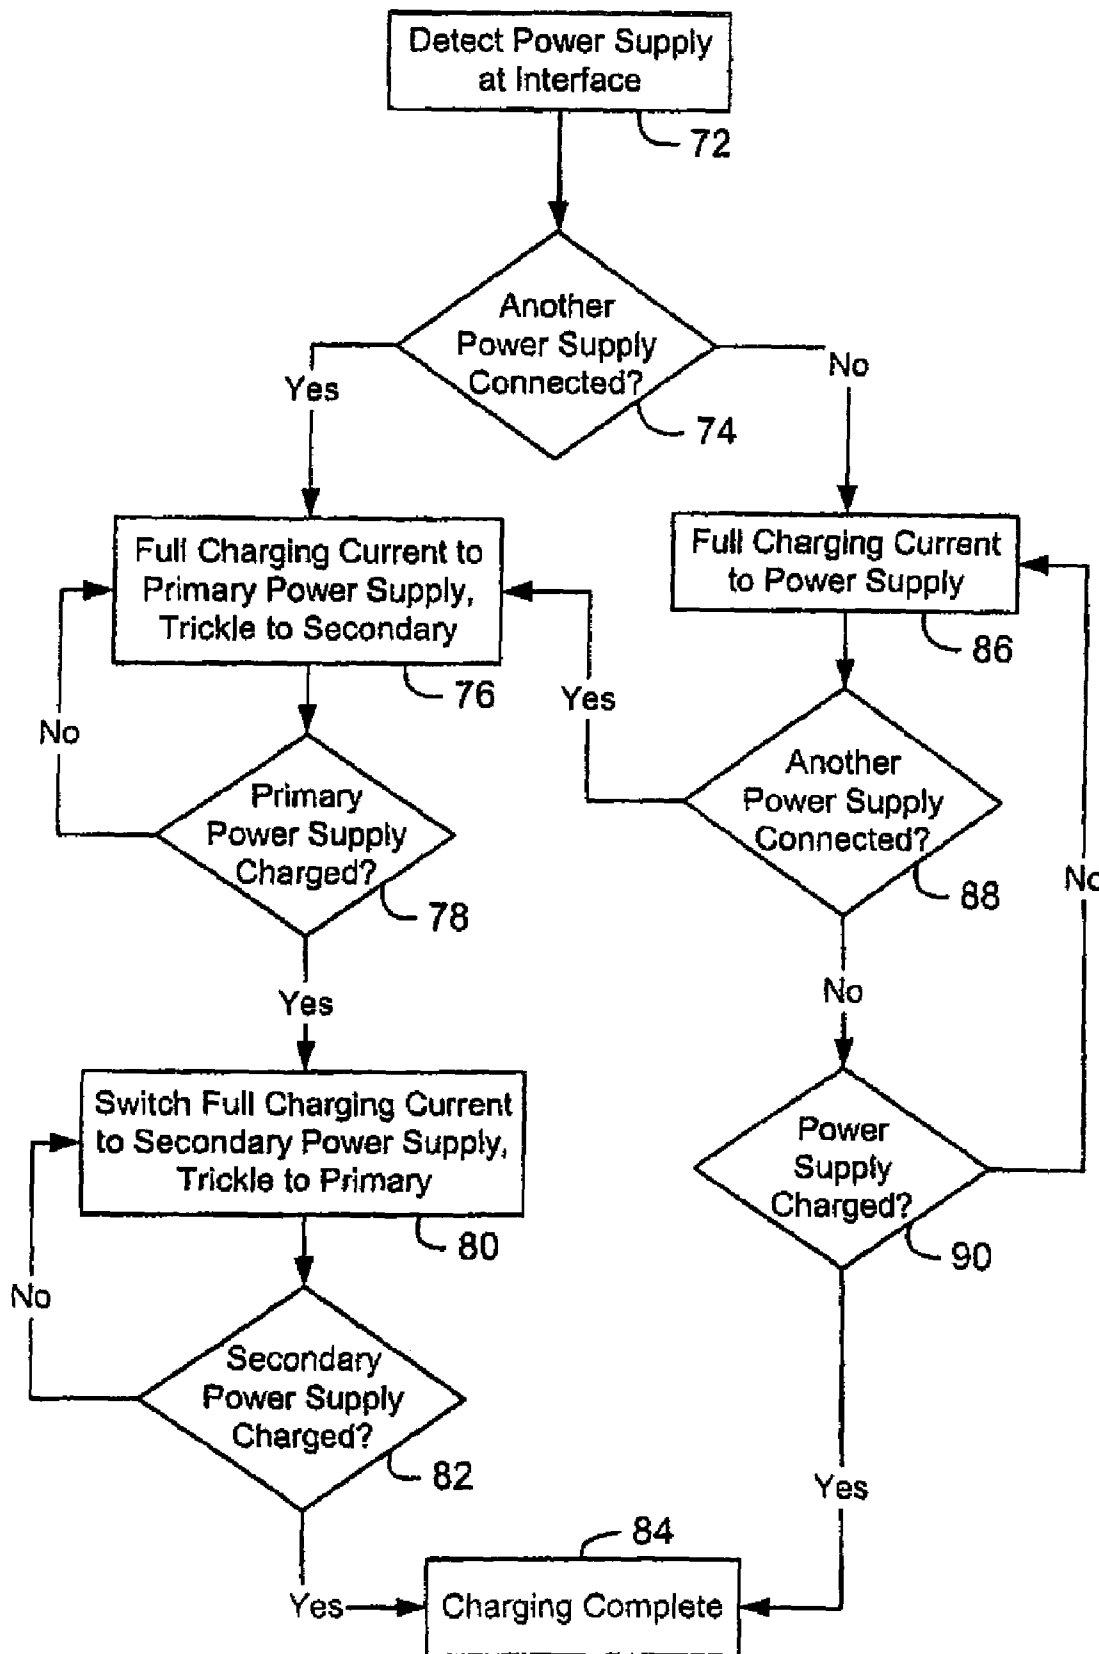 Detect Power Supply
at Interface
72
Another
Power Supply
Connected?
74
Yes
No
Full Charging Current to
Primary Power Supply,
Trickle to Secondary
76
Full Charging Current
to Power Supply
86
Yes
No
Another
Power Supply
Connected?
88
Primary
Power Supply
Charged?
78
No
No
Yes
Switch Full Charging Current
to Secondary Power Supply,
Trickle to Primary
80
Power
Supply
Charged?
90
No
Secondary
Power Supply
Charged?
82
Yes
84
Yes
Charging Complete